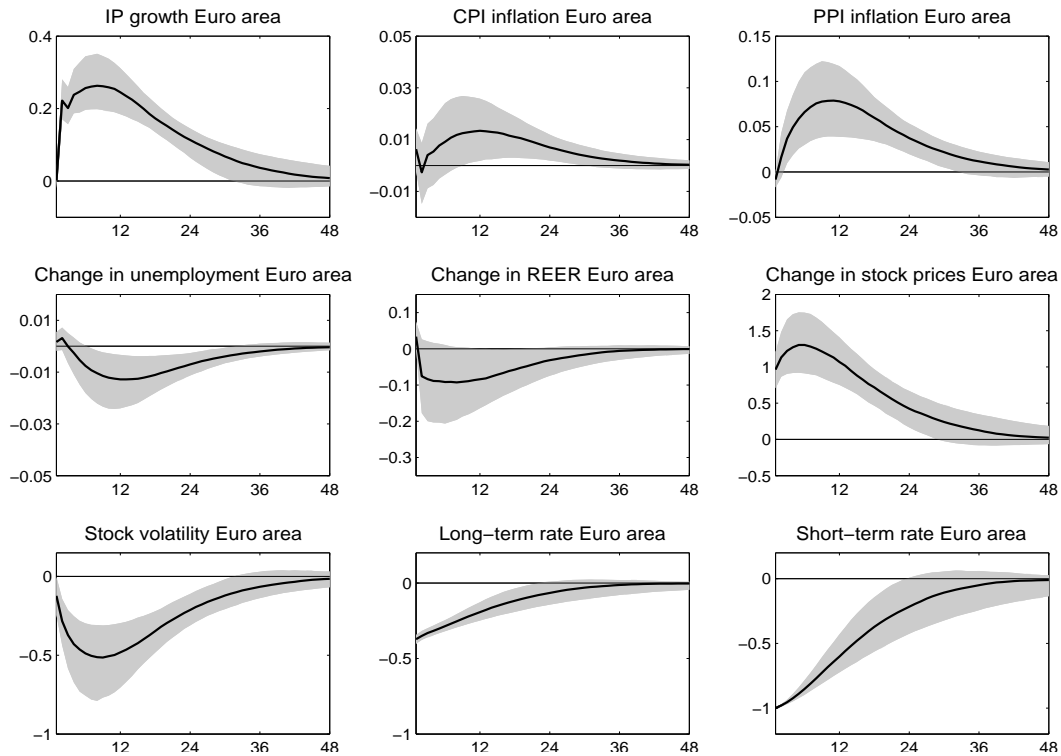 IP growth Euro area
0.4
0.2
0
12 24 36 48
CPI inflation Euro area
0.05
0.03
0.01
−0.01
12 24 36 48
PPI inflation Euro area
0.15
0.1
0.05
0
0.05
12 24 36 48
Change in unemployment Euro area
0.01
−0.01
−0.03
−0.05
12 24 36 48
Change in REER Euro area
0.1
0
−0.1
−0.2
−0.3
12 24 36 48
Change in stock prices Euro area
2
1.5
1
0.5
0
−0.5
12 24 36 48
Stock volatility Euro area
0
−0.5
−1
12 24 36 48
Long−term rate Euro area
0
−0.5
−1
12 24 36 48
Short−term rate Euro area
0
−0.5
−1
12 24 36 48